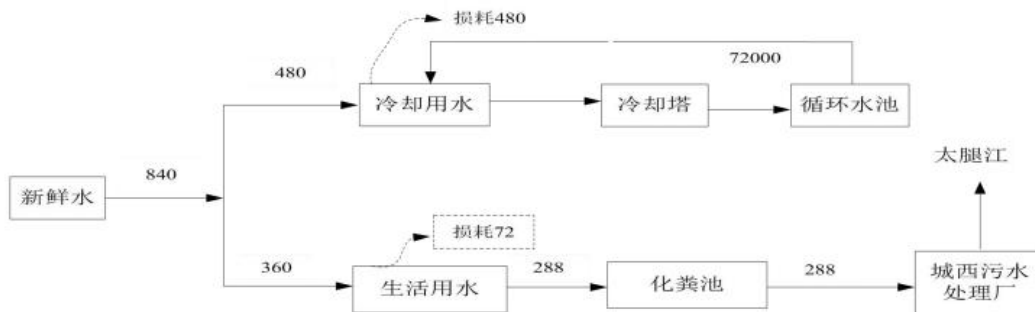 损耗480
72000
480
冷却用水
冷却塔
循环水池
太腿江
840
新鲜水
损耗72
360
288
288
生活用水
化粪池
城西污水
处理厂